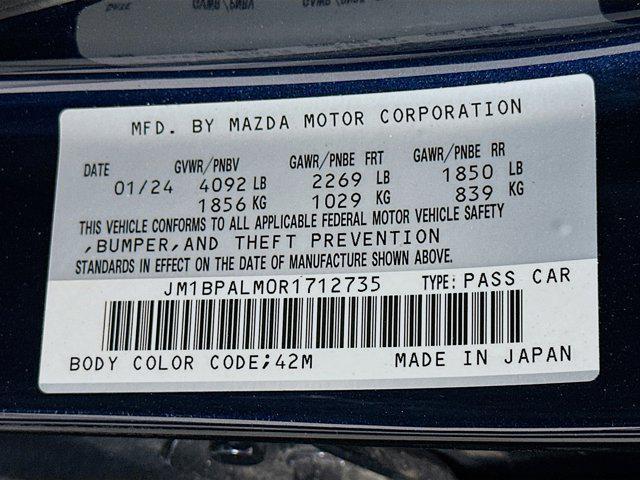 MFD. BY MAZDA MOTOR CORPORATION
DATE GVWR/PNBV GAWR/PNBE FRT GAWR/PNBE RR
01/24 4092 LB 2269 LB 1850 LB
1856 KG 1029 KG 839 KG
THIS VEHICLE CONFORMS TO ALL APPLICABLE FEDERAL MOTOR VEHICLE SAFETY
,BUMPER,AND THEFT PREVENTION
STANDARDS IN EFFECT ON THE DATE OF MANUFACTURE SHOWN ABOVE.
JM1BPALM0R1712735 TYPE: PASS CAR
BODY COLOR CODE;42M MADE IN JAPAN